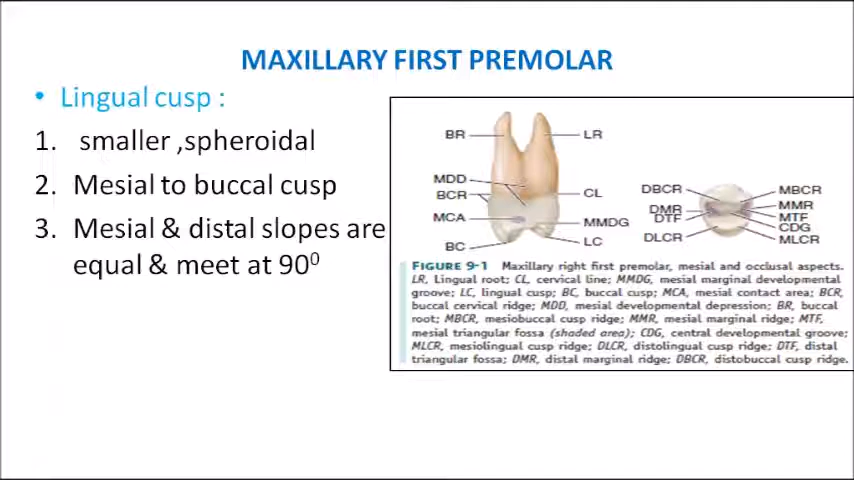 MAXILLARY FIRST PREMOLAR
• Lingual cusp :
1. smaller ,spheroidal
2. Mesial to buccal cusp
3. Mesial & distal slopes are
equal & meet at 90⁰
BR
LR
MDD
BCR
CL
MCA
MMDG
BC
LC
DBCR
MBCR
DMR
MMR
DTF
MTF
CDG
DLCR
MLCR
FIGURE 9-1 Maxillary right first premolar, mesial and occlusal aspects.
LR, Lingual root; CL, cervical line; MMDG, mesial marginal developmental
groove; LC, lingual cusp; BC, buccal cusp; MCA, mesial contact area; BCR,
buccal cervical ridge; MDD, mesial developmental depression; BR, buccal
root; MBCR, mesiobuccal cusp ridge; MMR, mesial marginal ridge; MTF,
mesial triangular fossa (shaded area); CDG, central developmental groove;
MLCR, mesiolingual cusp ridge; DLCR, distolingual cusp ridge; DTF, distal
triangular fossa; DMR, distal marginal ridge; DBCR, distobuccal cusp ridge.